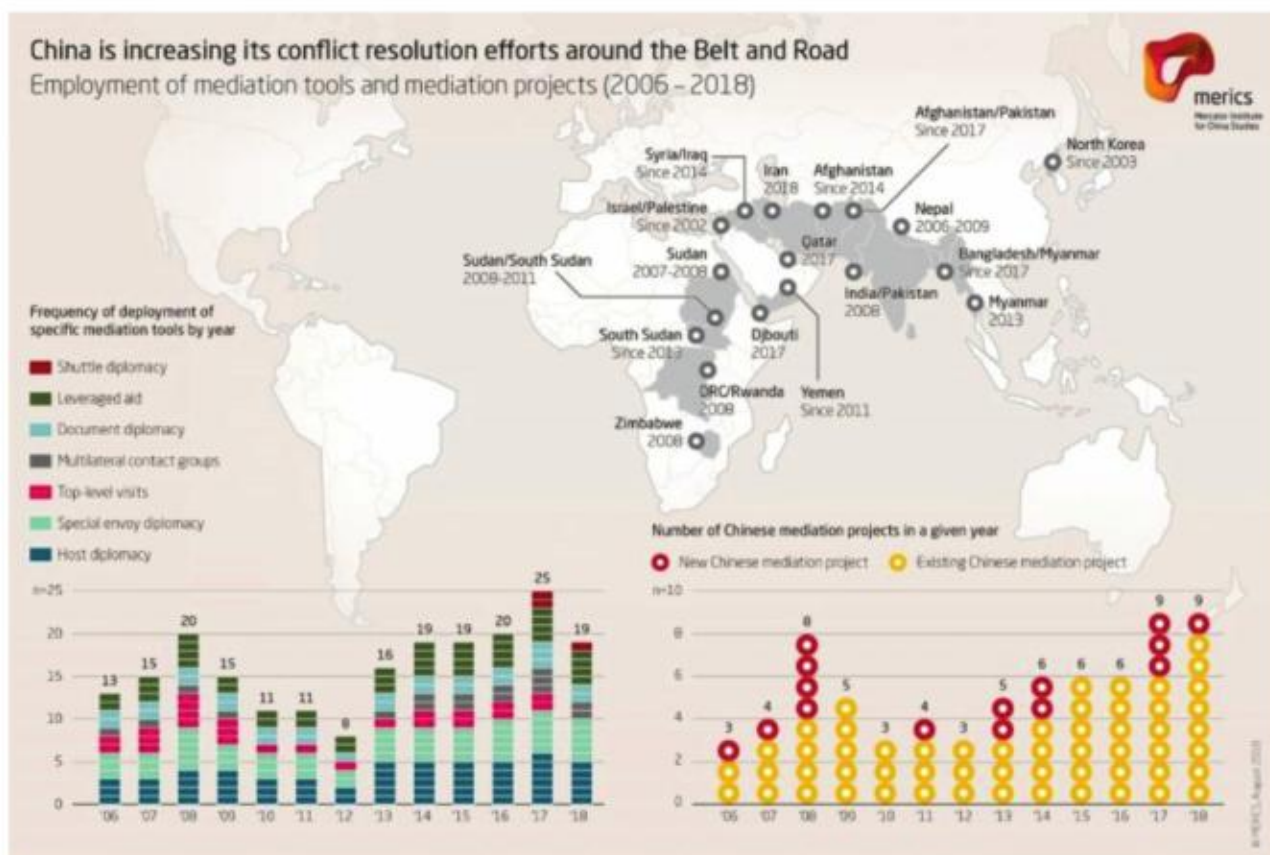 China is increasing its conflict resolution efforts around the Belt and Road
Employment of mediation tools and mediation projects (2006 – 2018)
merics
Mercator Institute
for China Studies
Afghanistan/Pakistan
Since 2017
North Korea
Since 2003
Syria/Iraq
Since 2014
Iran
2018
Afghanistan
Since 2014
Israel/Palestine
Since 2002
Nepal
2006-2009
Sudan/South Sudan
2008-2011
Sudan
2007-2008
Qatar
2017
Bangladesh/Myanmar
Since 2017
India/Pakistan
2008
Myanmar
2013
South Sudan
Since 2013
Djbouti
2017
DRC/Rwanda
2008
Yemen
Since 2011
Zimbabwe
2008
Frequency of deployment of
specific mediation tools by year
Shuttle diplomacy
Leveraged aid
Document diplomacy
Multilateral contact groups
Top-level visits
Special envoy diplomacy
Host diplomacy
n=25
20
15
10
5
0
13
15
20
15
11
11
8
16
19
19
20
25
19
'06 '07 '08 '09 '10 '11 '12 '13 '14 '15 '16 '17 '18
Number of Chinese mediation projects in a given year
New Chinese mediation project
Existing Chinese mediation project
n=10
8
6
4
2
0
3
4
8
5
3
4
3
5
6
6
6
9
9
'06 '07 '08 '09 '10 '11 '12 '13 '14 '15 '16 '17 '18
© MERICS, August 2018